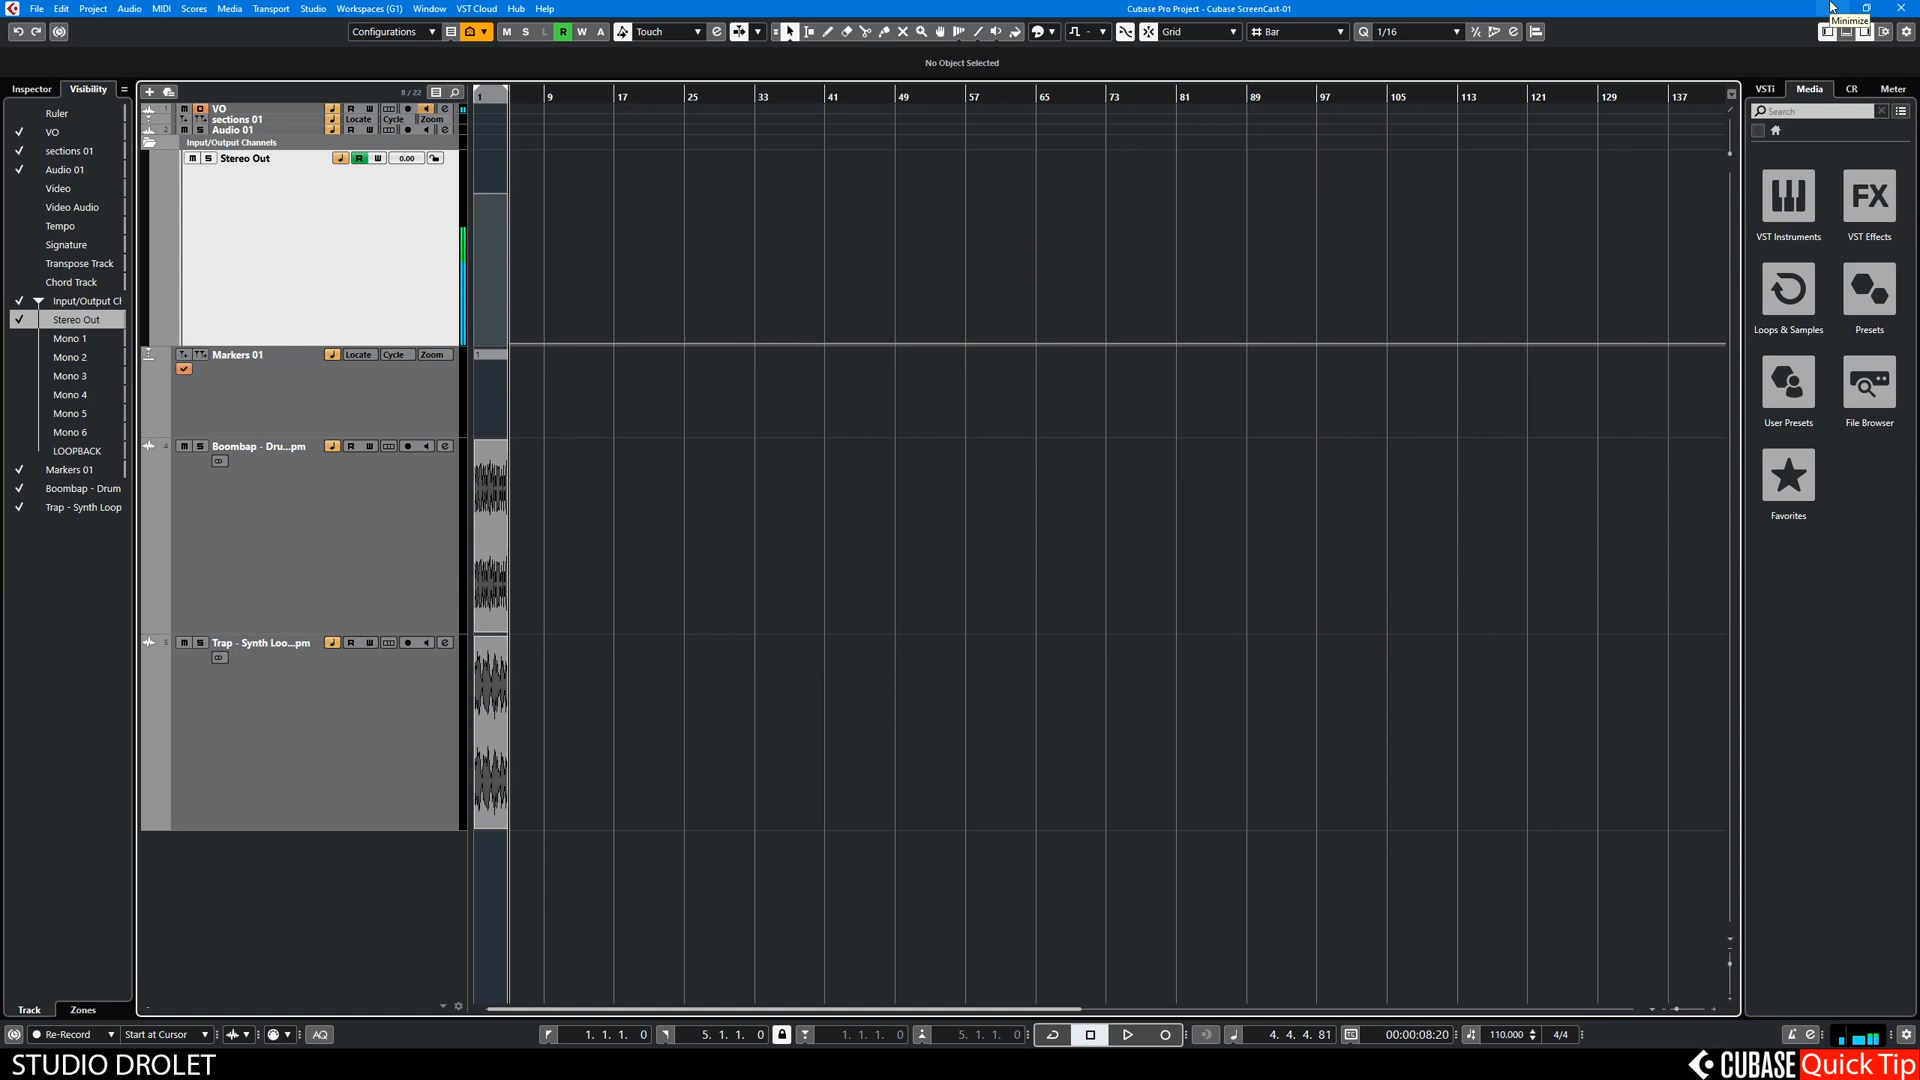 File Edit Project Audio MIDI Scores Media Transport Studio Workspaces (G1) Window VST Cloud Hub Help
Cubase Pro Project - Cubase ScreenCast-01
Minimize
Configurations
M S L R W A
Touch
Grid
Bar
Q 1/16
No Object Selected
Inspector Visibility
8 / 22
1 9 17 25 33 41 49 57 65 73 81 89 97 105 113 121 129 137
VSTi Media CR Meter
Search
Ruler
VO
sections 01
Audio 01
Video
Video Audio
Tempo
Signature
Transpose Track
Chord Track
Input/Output Ch
Stereo Out
Mono 1
Mono 2
Mono 3
Mono 4
Mono 5
Mono 6
LOOPBACK
Markers 01
Boombap - Drum
Trap - Synth Loop
1 VO R W
sections 01 Locate Cycle Zoom
2 M S Audio 01 R W e
Input/Output Channels
M S Stereo Out R W 0.00
Markers 01 Locate Cycle Zoom
1
4 M S Boombap - Dru...pm R W e
5 M S Trap - Synth Loo...pm R W e
VST Instruments
FX
VST Effects
Loops & Samples
Presets
User Presets
File Browser
Favorites
Track Zones
Re-Record
Start at Cursor
AQ
1. 1. 1. 0
5. 1. 1. 0
1. 1. 1. 0
5. 1. 1. 0
4. 4. 4. 81
00:00:08:20
110.000
4/4
STUDIO DROLET
CUBASE Quick Tip